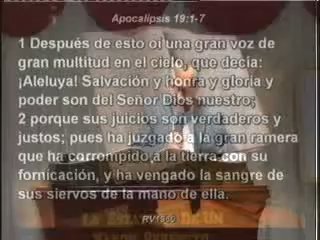 Apocalipsis 19:1-7
1 Después de esto oí una gran voz de
gran multitud en el cielo, que decía:
¡Aleluya! Salvación y honra y gloria y
poder son del Señor Dios nuestro;
2 porque sus juicios son verdaderos y
justos; pues ha juzgado a la gran ramera
que ha corrompido a la tierra con su
fornicación, y ha vengado la sangre de
sus siervos de la mano de ella.
RV1960